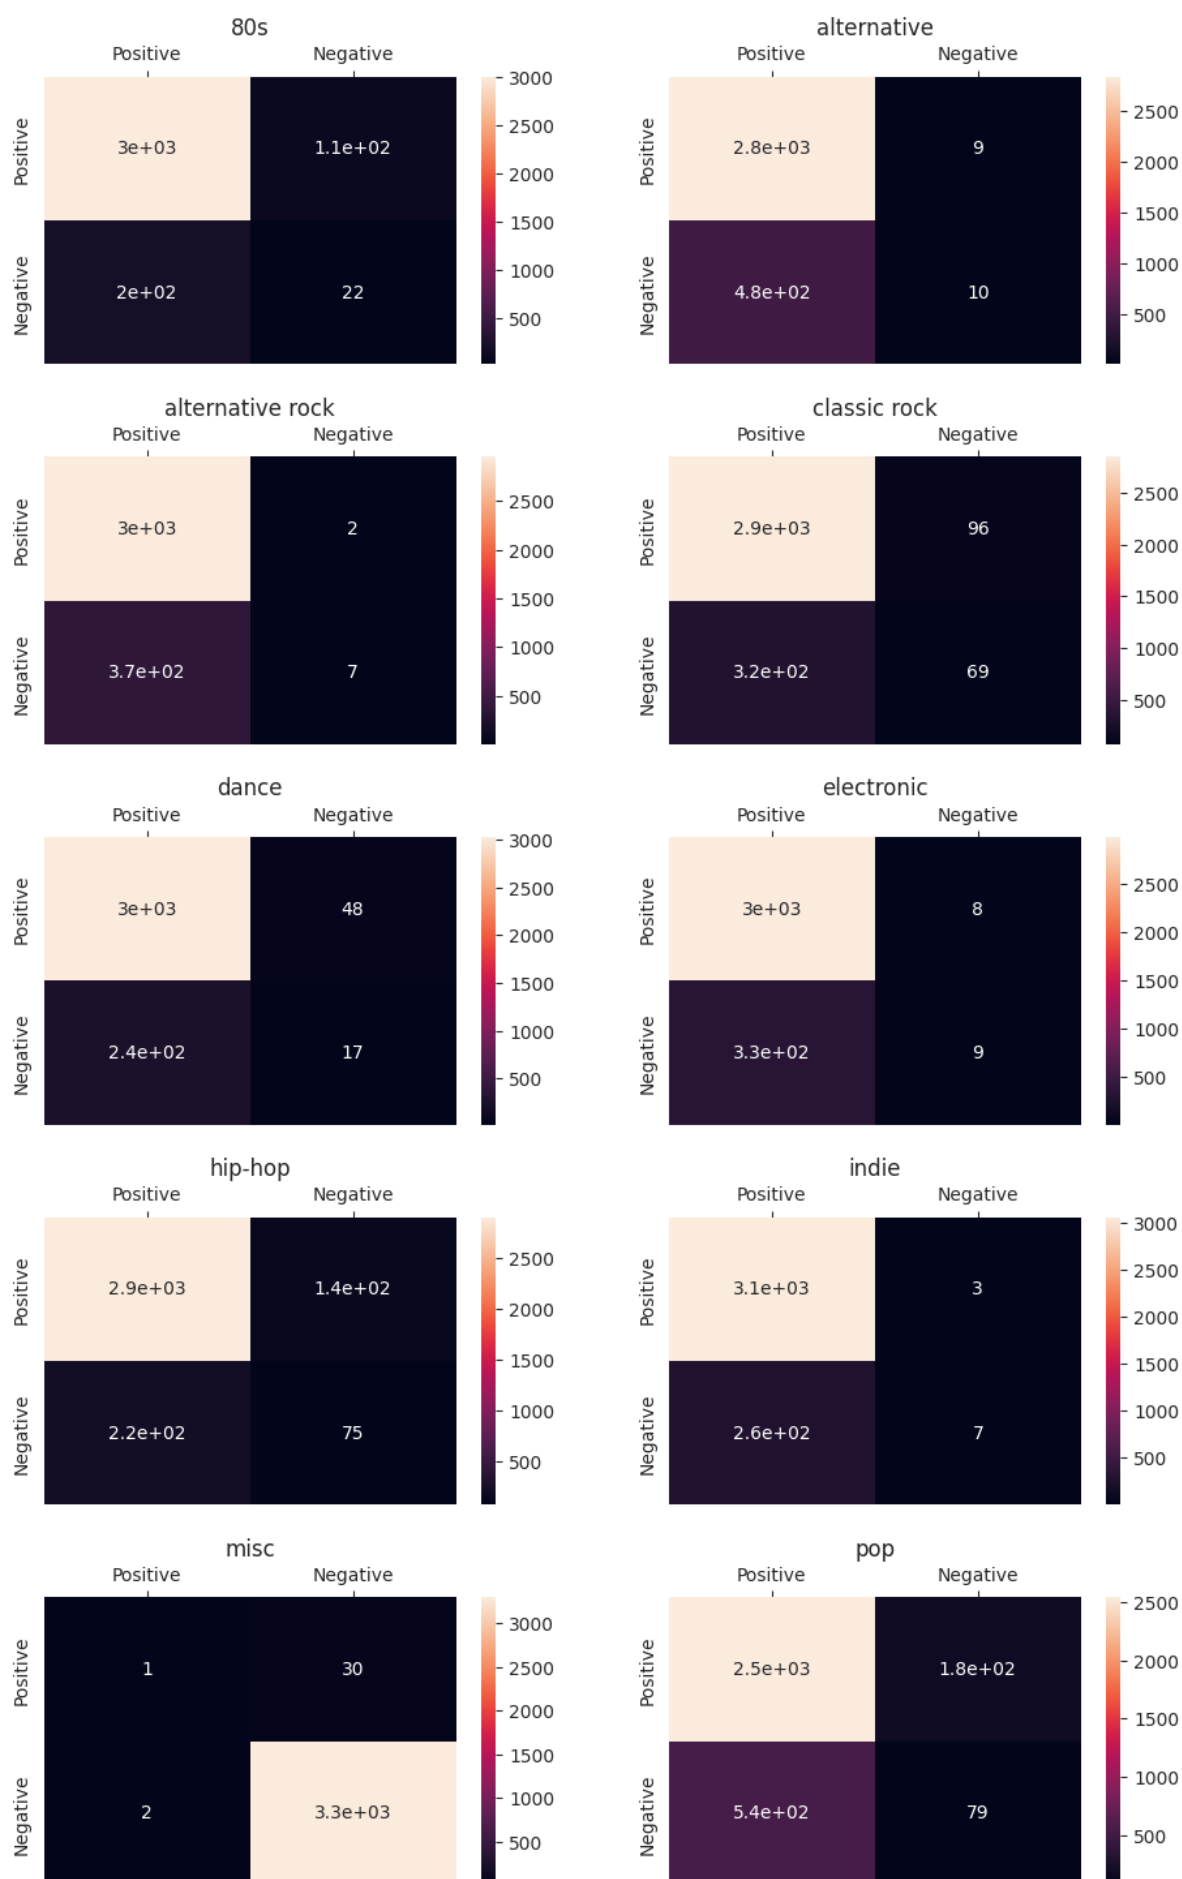 80s
Positive Negative
3000
Positive 3e+03 1.1e+02
2500
2000
1500
1000
Negative 2e+02 22
500
alternative
Positive Negative
2500
Positive 2.8e+03 9
2000
1500
1000
Negative 4.8e+02 10
500
alternative rock
Positive Negative
2500
Positive 3e+03 2
2000
1500
1000
Negative 3.7e+02 7
500
classic rock
Positive Negative
2500
Positive 2.9e+03 96
2000
1500
1000
Negative 3.2e+02 69
500
dance
Positive Negative
3000
2500
Positive 3e+03 48
2000
1500
1000
Negative 2.4e+02 17
500
electronic
Positive Negative
2500
Positive 3e+03 8
2000
1500
1000
Negative 3.3e+02 9
500
hip-hop
Positive Negative
2500
Positive 2.9e+03 1.4e+02
2000
1500
1000
Negative 2.2e+02 75
500
indie
Positive Negative
3000
2500
Positive 3.1e+03 3
2000
1500
1000
Negative 2.6e+02 7
500
misc
Positive Negative
3000
2500
Positive 1 30
2000
1500
1000
Negative 2 3.3e+03
500
pop
Positive Negative
2500
Positive 2.5e+03 1.8e+02
2000
1500
1000
Negative 5.4e+02 79
500